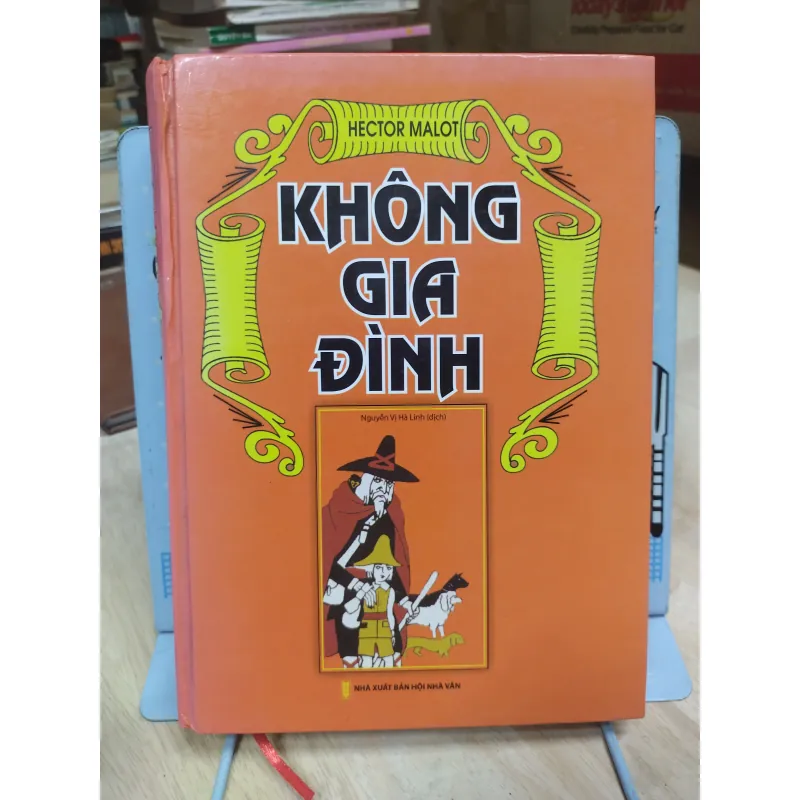 HECTOR MALOT
KHÔNG
GIA
ĐÌNH
Nguyễn Vị Hà Linh (dịch)
NHÀ XUẤT BẢN HỘI NHÀ VĂN